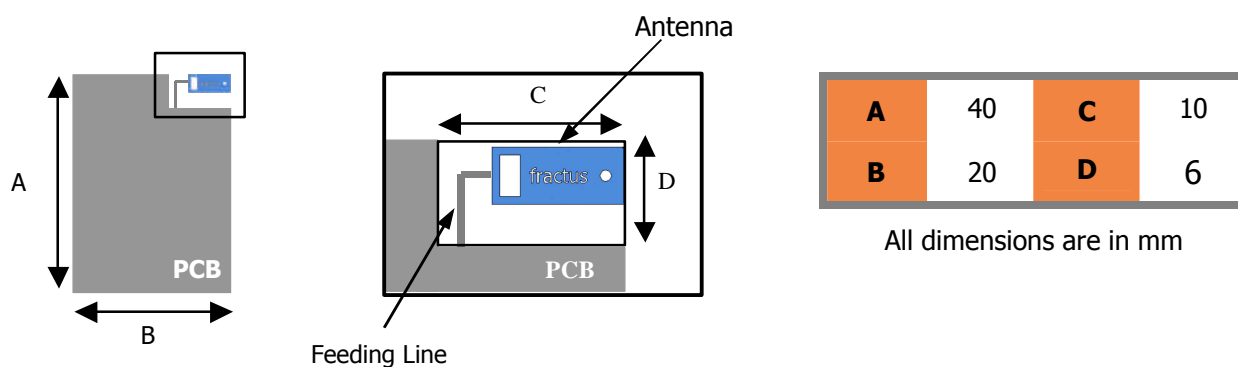 Antenna
A
PCB
B
C
D
fractus
PCB
Feeding Line
A 40 C 10
B 20 D 6
All dimensions are in mm